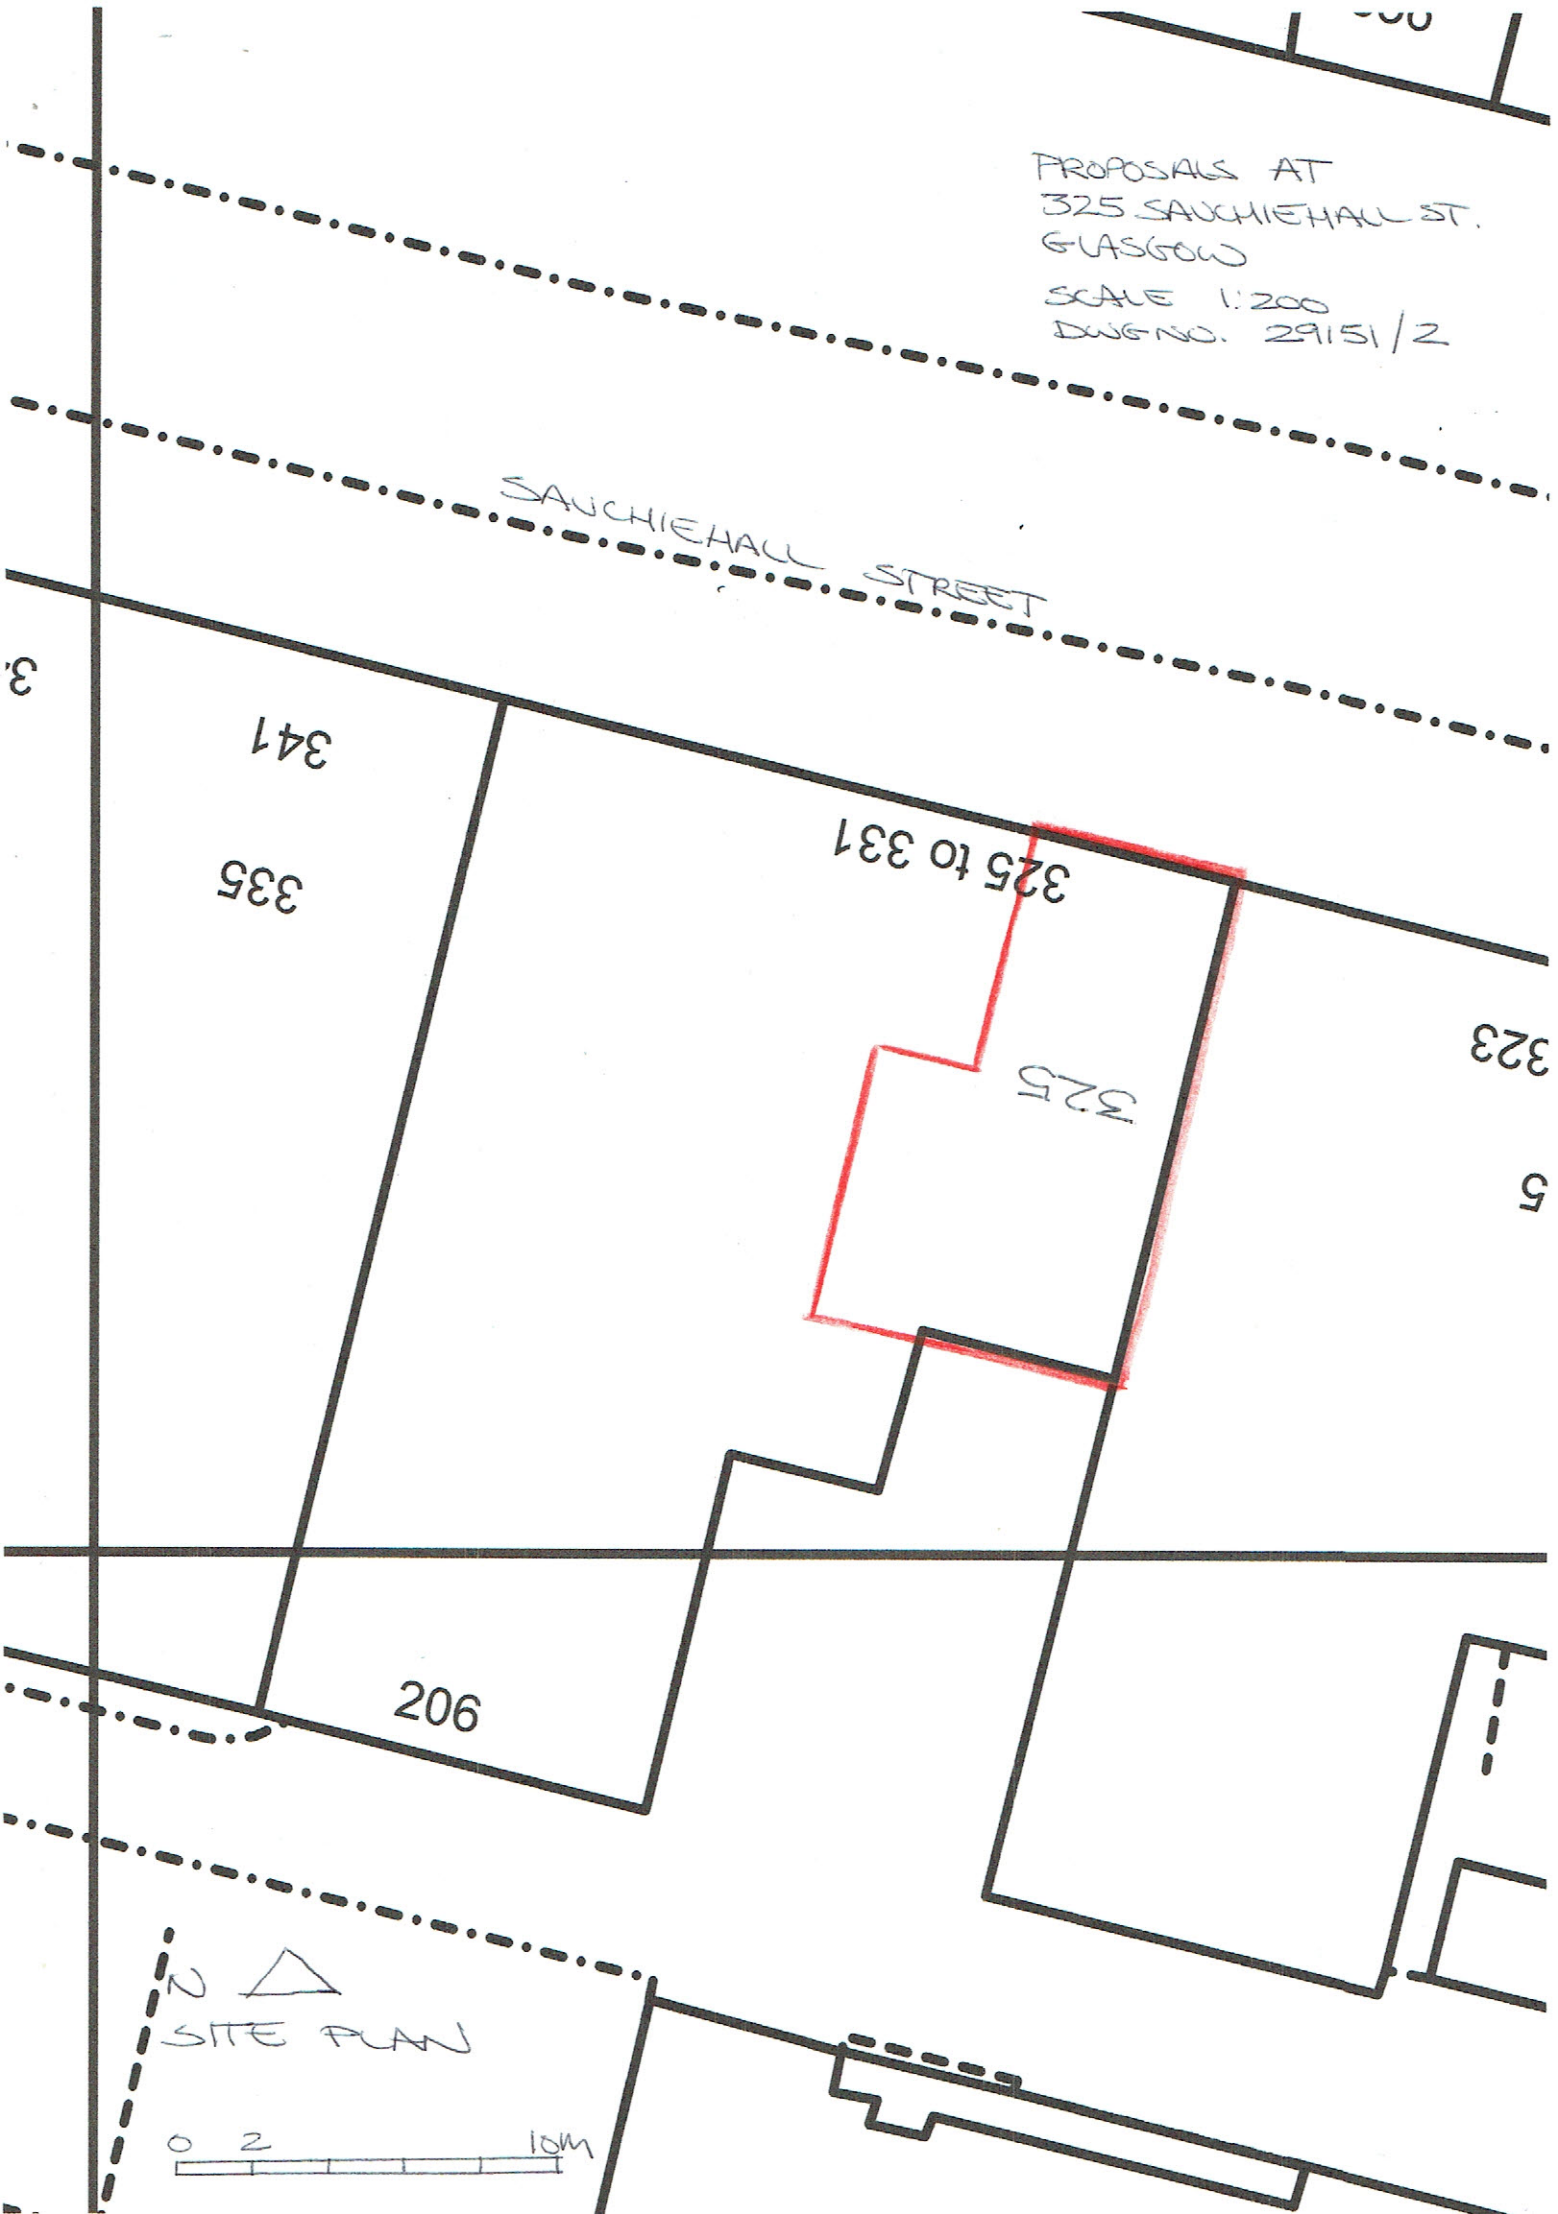 PROPOSALS AT
325 SAUCHIEHALL ST.
GLASGOW
SCALE 1:200
DWG NO. 29151/2
SAUCHIEHALL STREET
341
325 to 331
335
323
325
5
206
N
SITE PLAN
0 2 10m